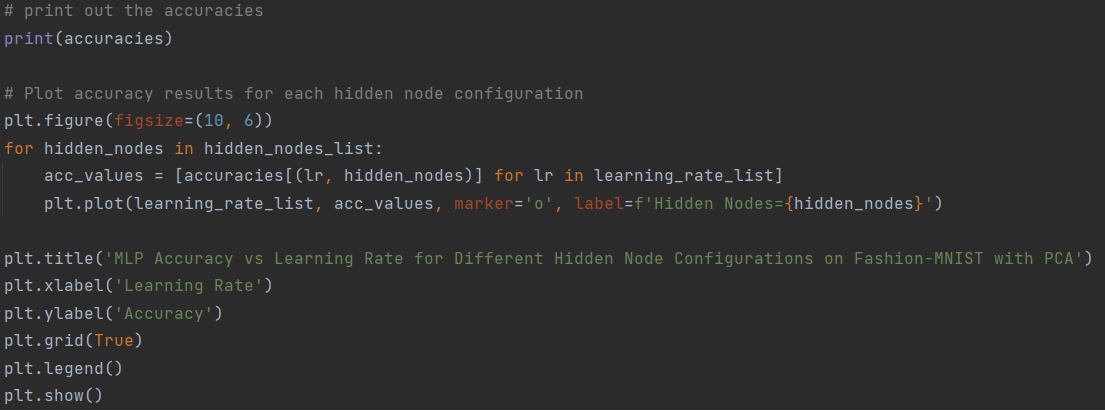 # print out the accuracies
print(accuracies)
# Plot accuracy results for each hidden node configuration
plt.figure(figsize=(10, 6))
for hidden_nodes in hidden_nodes_list:
    acc_values = [accuracies[(lr, hidden_nodes)] for lr in learning_rate_list]
    plt.plot(learning_rate_list, acc_values, marker='o', label=f'Hidden Nodes={hidden_nodes}')
plt.title('MLP Accuracy vs Learning Rate for Different Hidden Node Configurations on Fashion-MNIST with PCA')
plt.xlabel('Learning Rate')
plt.ylabel('Accuracy')
plt.grid(True)
plt.legend()
plt.show()